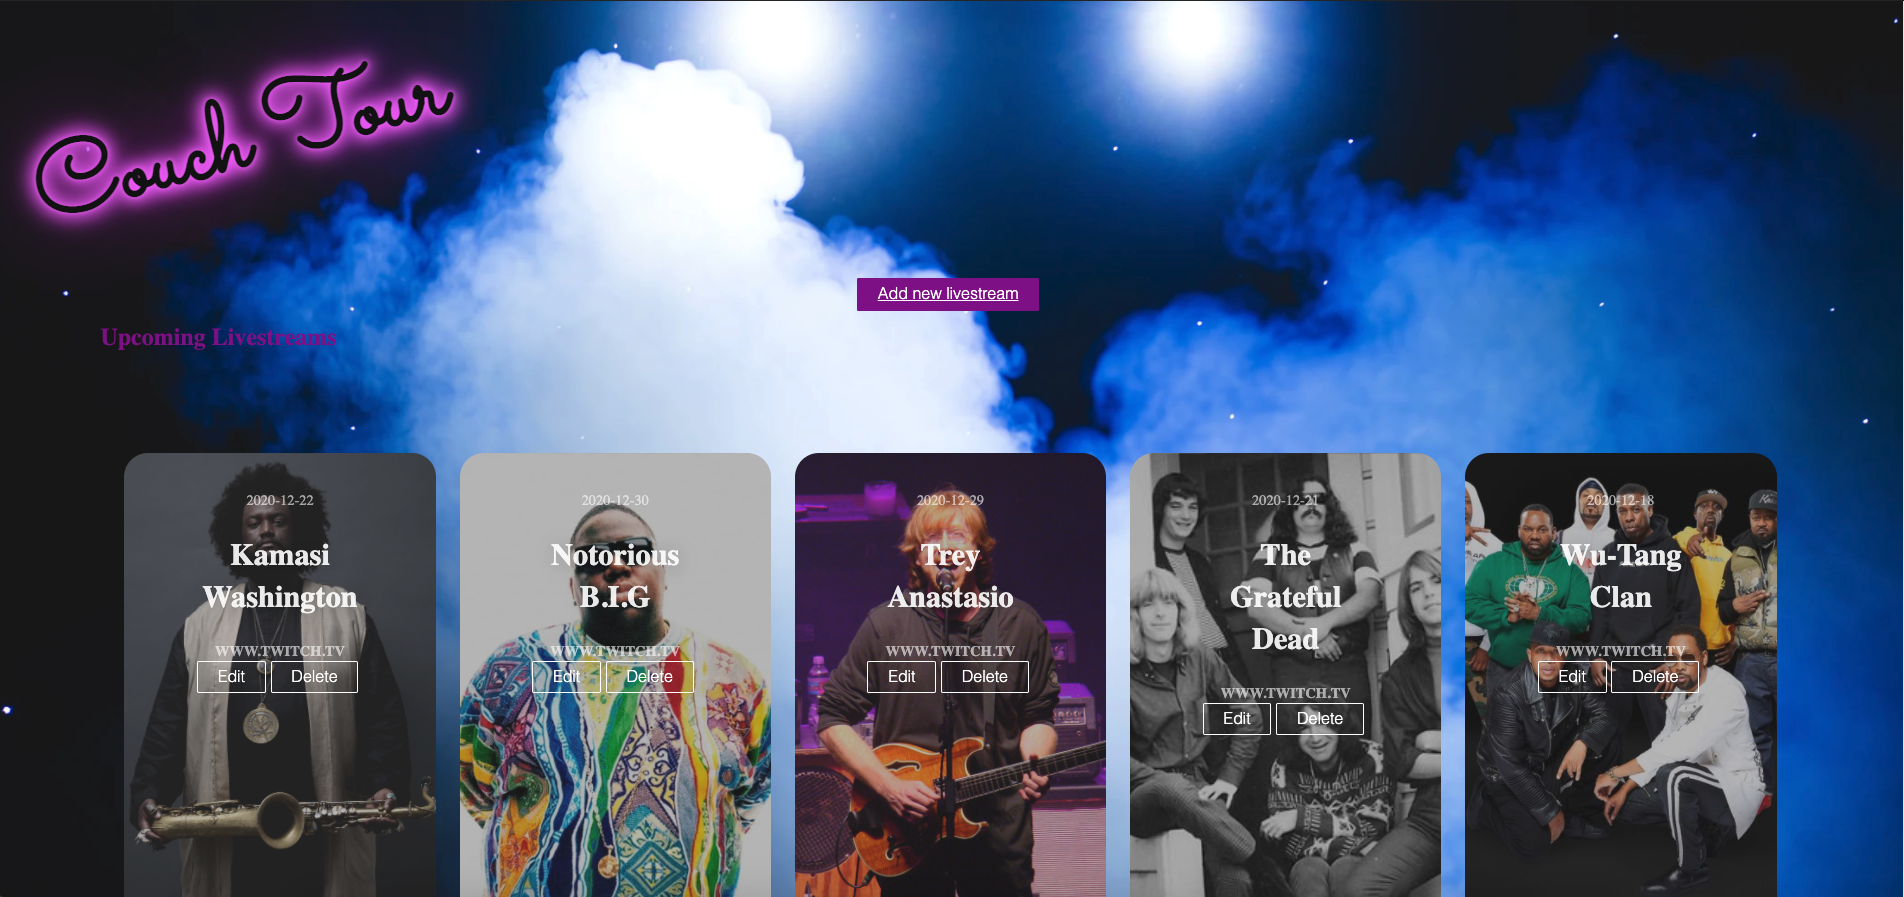 Couch Tour
Add new livestream
Upcoming Livestreams
2020-12-22
Kamasi
Washington
WWW.TWITCH.TV
Edit Delete
2020-12-30
Notorious
B.I.G
WWW.TWITCH.TV
Edit Delete
2020-12-29
Trey
Anastasio
WWW.TWITCH.TV
Edit Delete
2020-12-21
The
Grateful
Dead
WWW.TWITCH.TV
Edit Delete
2020-12-18
Wu-Tang
Clan
WWW.TWITCH.TV
Edit Delete